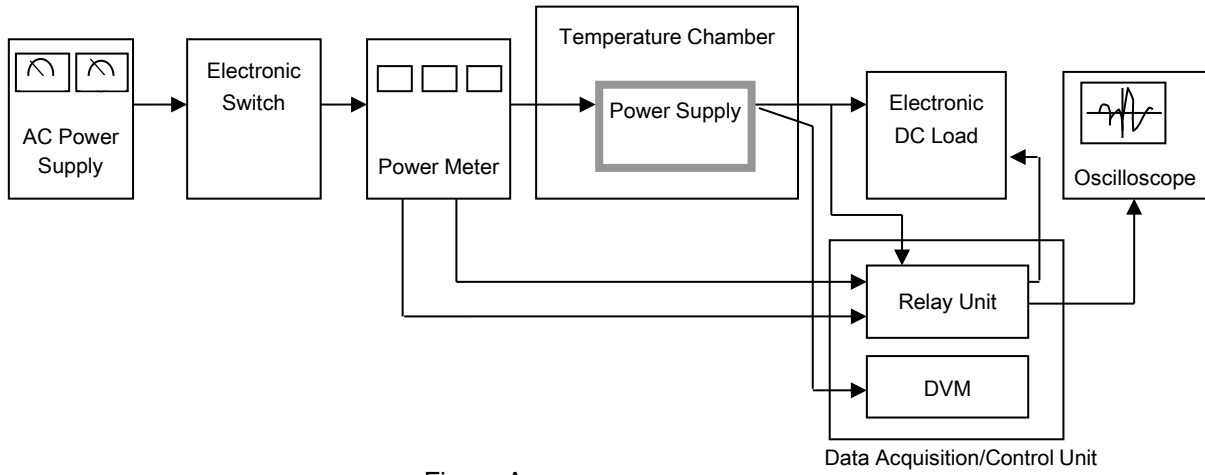 AC Power
Supply
Electronic
Switch
Power Meter
Temperature Chamber
Power Supply
Electronic
DC Load
Oscilloscope
Relay Unit
DVM
Data Acquisition/Control Unit